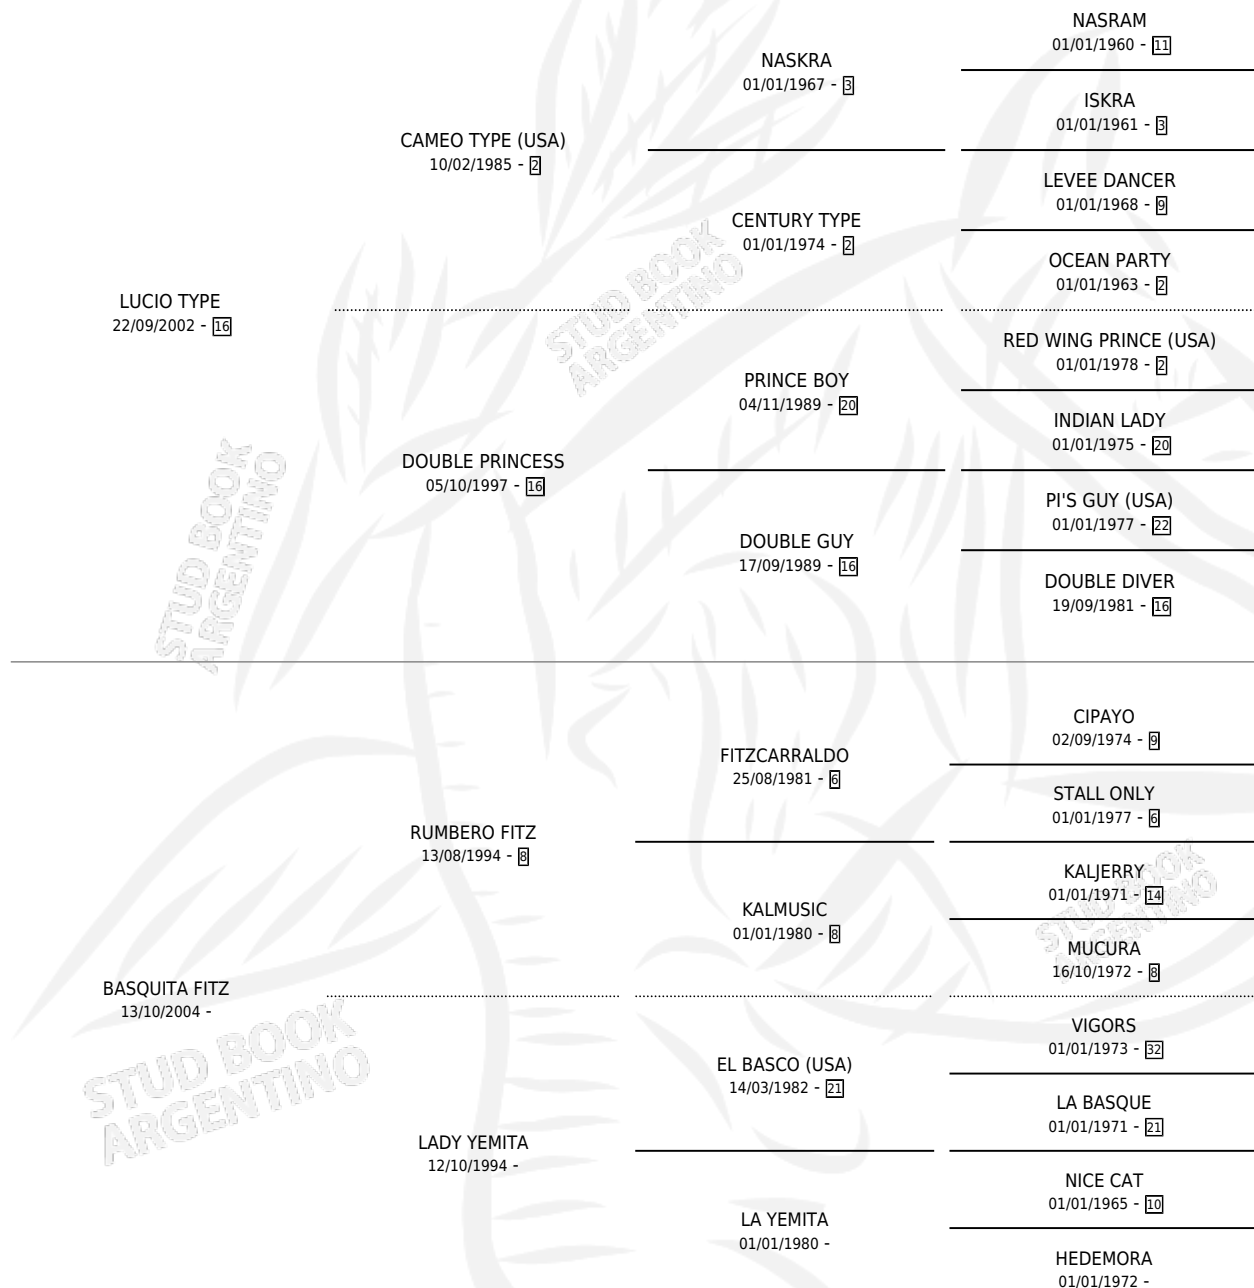 NASRAM
01/01/1960 - 11
NASKRA
01/01/1967 - 3
ISKRA
01/01/1961 - 3
CAMEO TYPE (USA)
10/02/1985 - 2
LEVEE DANCER
01/01/1968 - 9
CENTURY TYPE
01/01/1974 - 2
OCEAN PARTY
01/01/1963 - 2
LUCIO TYPE
22/09/2002 - 16
RED WING PRINCE (USA)
01/01/1978 - 2
PRINCE BOY
04/11/1989 - 20
INDIAN LADY
01/01/1975 - 20
DOUBLE PRINCESS
05/10/1997 - 16
PI'S GUY (USA)
01/01/1977 - 22
DOUBLE GUY
17/09/1989 - 16
DOUBLE DIVER
19/09/1981 - 16
CIPAYO
02/09/1974 - 9
FITZCARRALDO
25/08/1981 - 6
STALL ONLY
01/01/1977 - 6
RUMBERO FITZ
13/08/1994 - 8
KALJERRY
01/01/1971 - 14
KALMUSIC
01/01/1980 - 8
MUCURA
16/10/1972 - 8
BASQUITA FITZ
13/10/2004 -
VIGORS
01/01/1973 - 32
EL BASCO (USA)
14/03/1982 - 21
LA BASQUE
01/01/1971 - 21
LADY YEMITA
12/10/1994 -
NICE CAT
01/01/1965 - 10
LA YEMITA
01/01/1980 -
HEDEMORA
01/01/1972 -
STUD BOOK
ARGENTINO
STUD BOOK
ARGENTINO
STUD BOOK
ARGENTINO
STUD BOOK
ARGENTINO